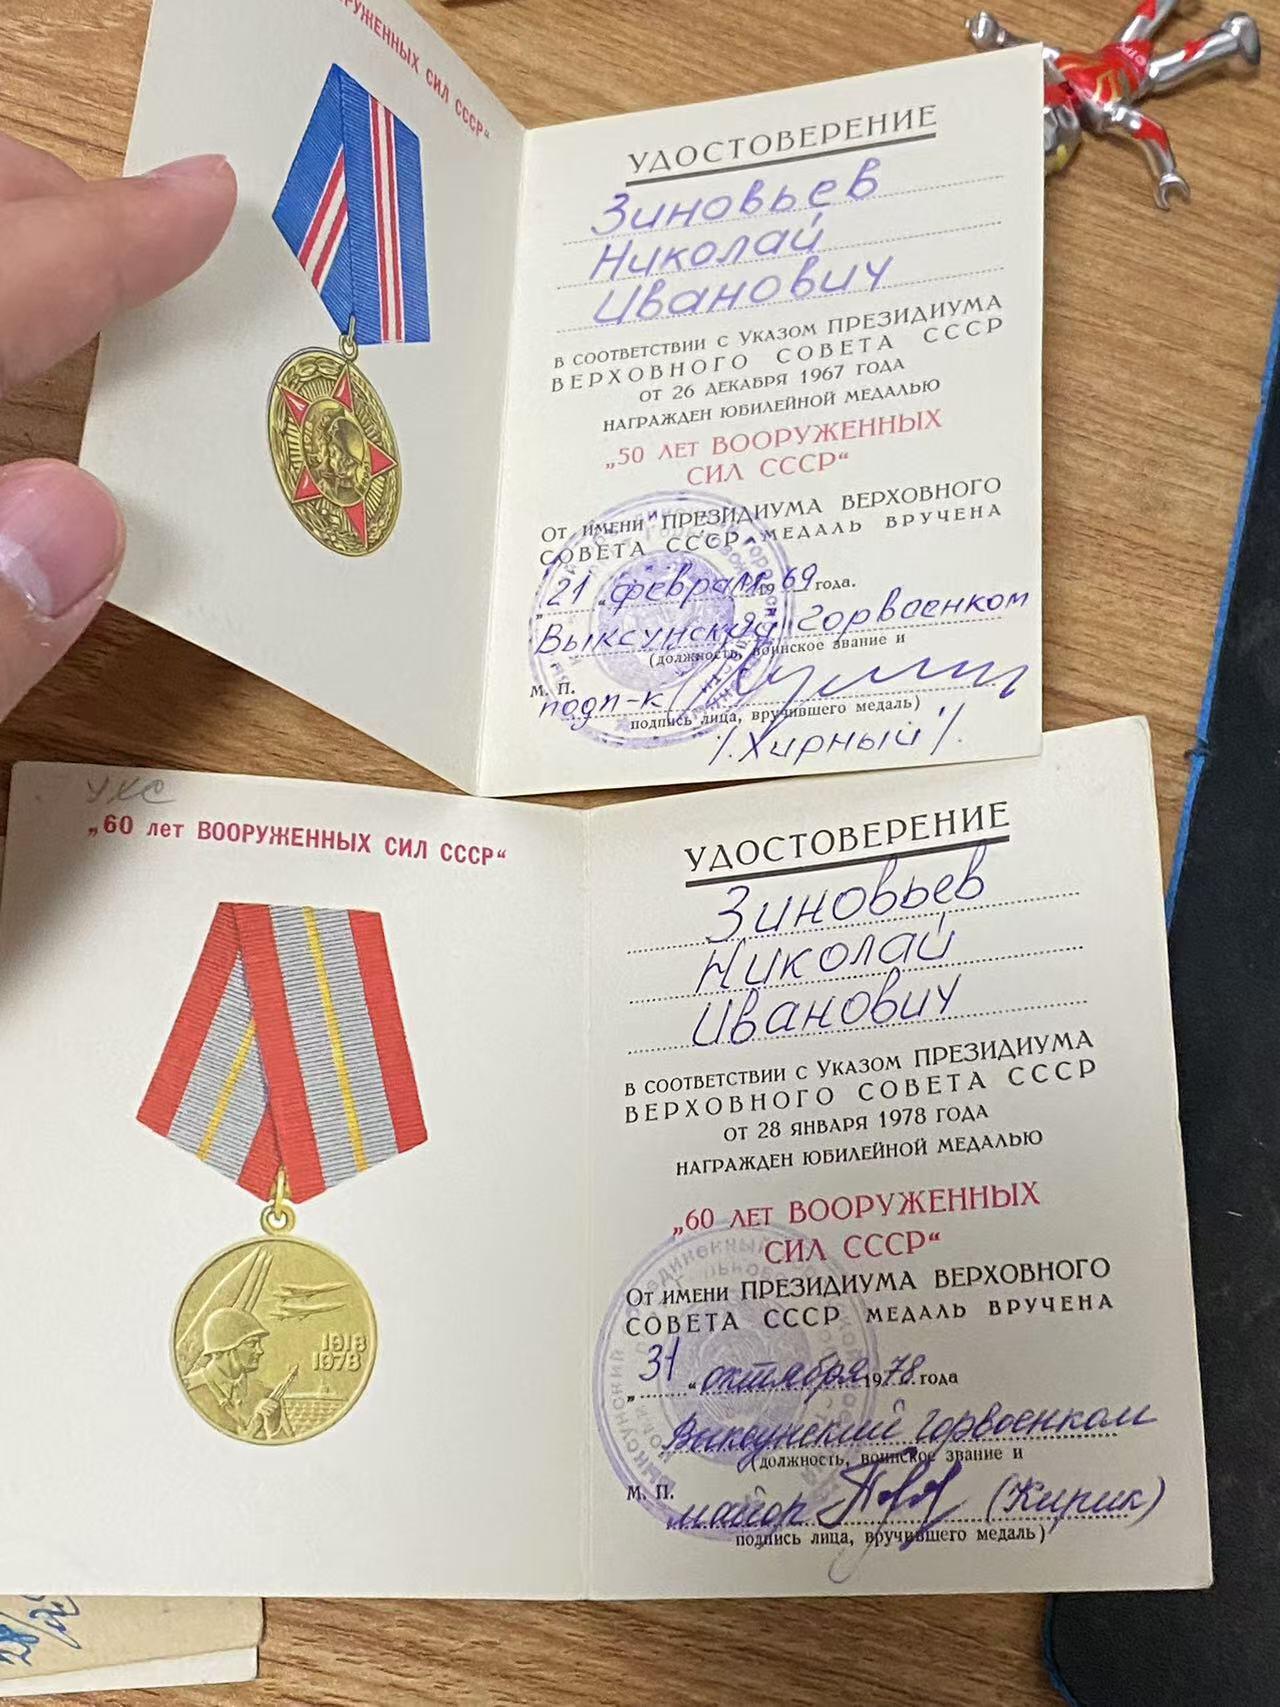 ВООРУЖЕННЫХ СИЛ СССР“
УДОСТОВЕРЕНИЕ
Зиновьев
Николай
Иванович
В СООТВЕТСТВИИ С УКАЗОМ ПРЕЗИДИУМА
ВЕРХОВНОГО СОВЕТА СССР
ОТ 26 ДЕКАБРЯ 1967 ГОДА
НАГРАЖДЕН ЮБИЛЕЙНОЙ МЕДАЛЬЮ
„50 ЛЕТ ВООРУЖЕННЫХ
СИЛ СССР“
ОТ ИМЕНИ ПРЕЗИДИУМА ВЕРХОВНОГО
СОВЕТА СССР МЕДАЛЬ ВРУЧЕНА
„21“ февраля 1969 года.
Выксунский горвоенком
(должность, воинское звание и
М. П.
подп-к
подпись лица, вручившего медаль)
/.Хирный/.
УКС
„60 лет ВООРУЖЕННЫХ СИЛ СССР“
1918
1978
УДОСТОВЕРЕНИЕ
Зиновьев
Николай
Иванович
В СООТВЕТСТВИИ С УКАЗОМ ПРЕЗИДИУМА
ВЕРХОВНОГО СОВЕТА СССР
ОТ 28 ЯНВАРЯ 1978 ГОДА
НАГРАЖДЕН ЮБИЛЕЙНОЙ МЕДАЛЬЮ
„60 ЛЕТ ВООРУЖЕННЫХ
СИЛ СССР“
ОТ ИМЕНИ ПРЕЗИДИУМА ВЕРХОВНОГО
СОВЕТА СССР МЕДАЛЬ ВРУЧЕНА
„31“ октября 1978 года
Выксунский горвоенком
(должность, воинское звание и
М. П.
майор (Кирик)
подпись лица, вручившего медаль)
28/